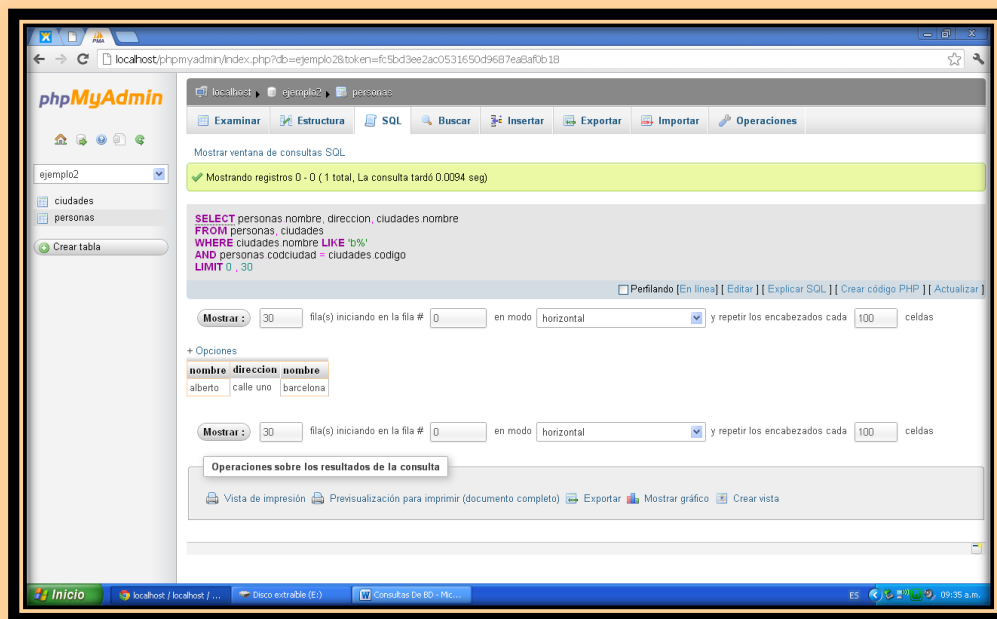 PMA
localhost/phpmyadmin/index.php?db=ejemplo2&token=fc5bd3ee2ac0531650d9687ea8af0b18
phpMyAdmin
localhost ▸ ejemplo2 ▸ personas
Examinar Estructura SQL Buscar Insertar Exportar Importar Operaciones
Mostrar ventana de consultas SQL
ejemplo2
Mostrando registros 0 - 0 ( 1 total, La consulta tardó 0.0094 seg)
ciudades
personas
Crear tabla
SELECT personas.nombre, direccion, ciudades.nombre
FROM personas, ciudades
WHERE ciudades.nombre LIKE 'b%'
AND personas.codciudad = ciudades.codigo
LIMIT 0 , 30
Perfilando [En línea] [ Editar ] [ Explicar SQL ] [ Crear código PHP ] [ Actualizar ]
Mostrar : 30 fila(s) iniciando en la fila # 0 en modo horizontal y repetir los encabezados cada 100 celdas
+ Opciones
nombre direccion nombre
alberto calle uno barcelona
Mostrar : 30 fila(s) iniciando en la fila # 0 en modo horizontal y repetir los encabezados cada 100 celdas
Operaciones sobre los resultados de la consulta
Vista de impresión Previsualización para imprimir (documento completo) Exportar Mostrar gráfico Crear vista
Inicio localhost / localhost / ... Disco extraíble (E:) Consultas De BD - Mic... ES 09:35 a.m.